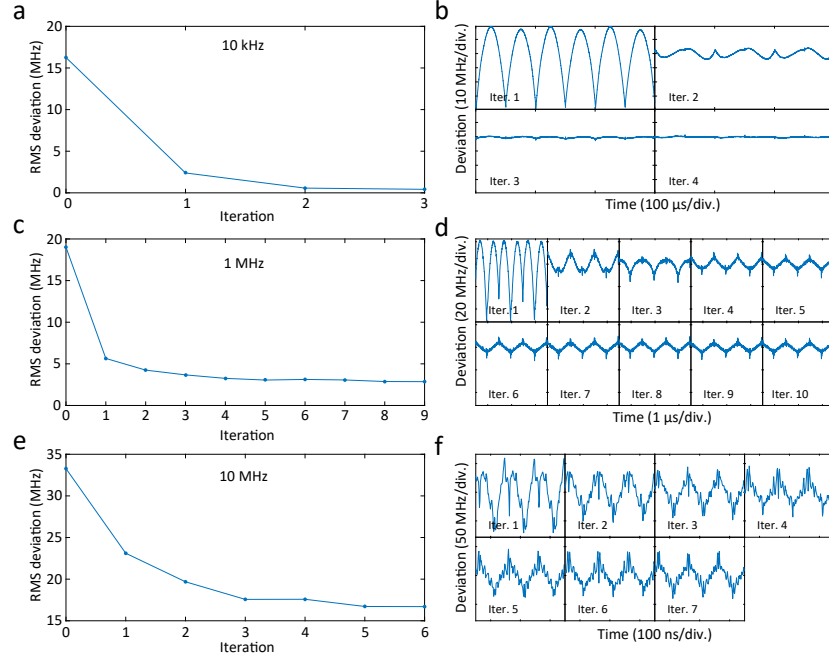 a
10 kHz
RMS deviation (MHz)
20
15
10
5
0
0 1 2 3
Iteration
b
Deviation (10 MHz/div.)
Iter. 1
Iter. 2
Iter. 3
Iter. 4
Time (100 µs/div.)
c
1 MHz
RMS deviation (MHz)
20
15
10
5
0
0 1 2 3 4 5 6 7 8 9
Iteration
d
Deviation (20 MHz/div.)
Iter. 1
Iter. 2
Iter. 3
Iter. 4
Iter. 5
Iter. 6
Iter. 7
Iter. 8
Iter. 9
Iter. 10
Time (1 µs/div.)
e
10 MHz
RMS deviation (MHz)
35
30
25
20
15
0 1 2 3 4 5 6
Iteration
f
Deviation (50 MHz/div.)
Iter. 1
Iter. 2
Iter. 3
Iter. 4
Iter. 5
Iter. 6
Iter. 7
Time (100 ns/div.)